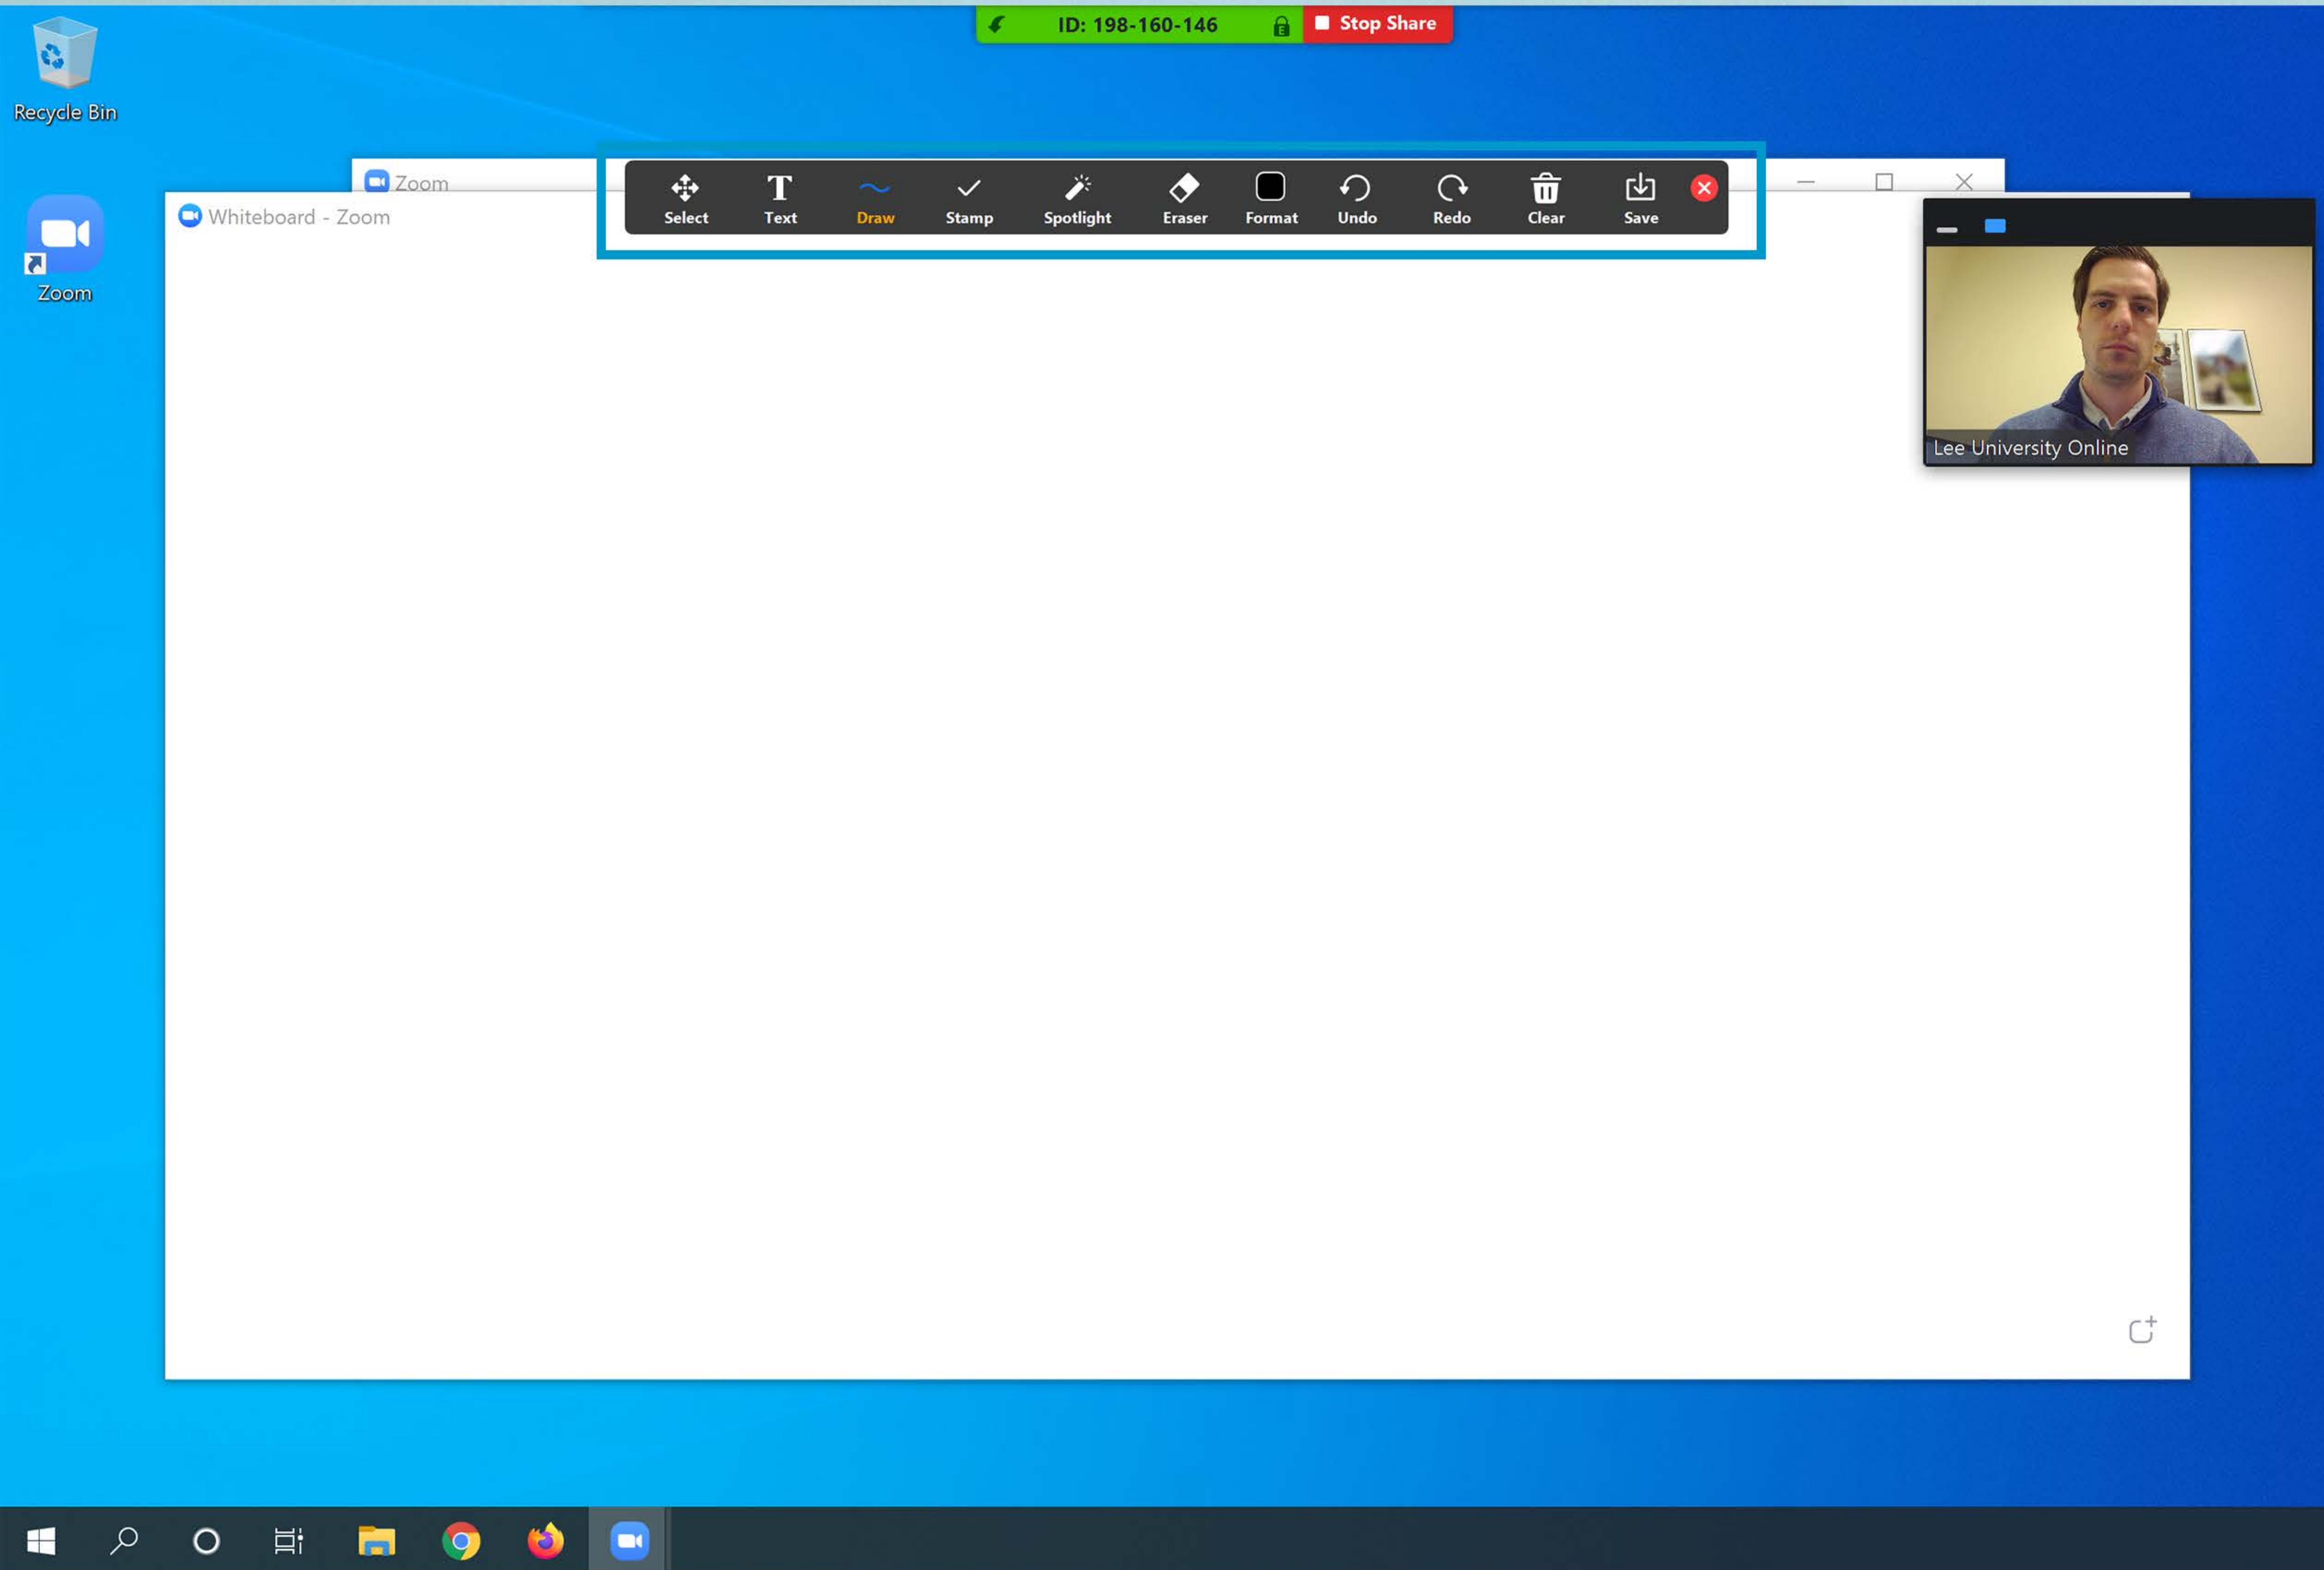 ID: 198-160-146
Stop Share
Recycle Bin
Zoom
Select Text Draw Stamp Spotlight Eraser Format Undo Redo Clear Save
Whiteboard - Zoom
Zoom
Lee University Online